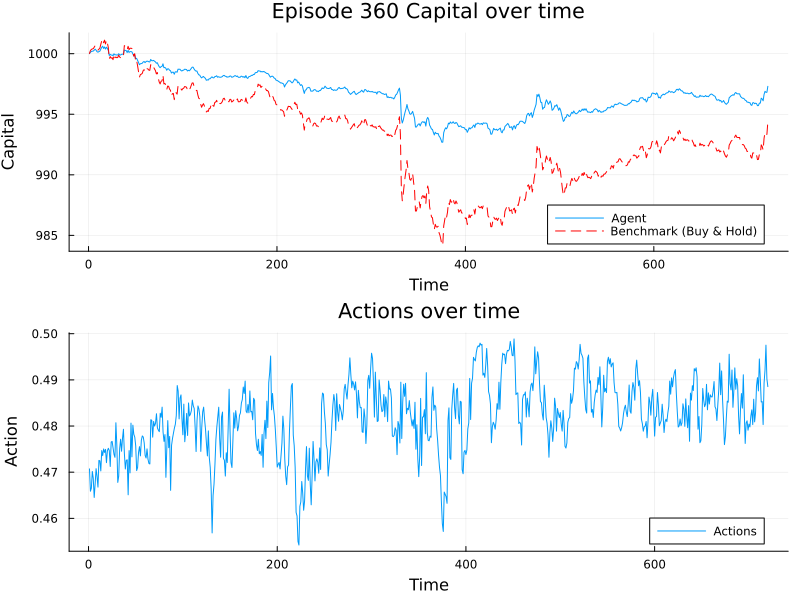 Episode 360 Capital over time
1000
995
990
985
Capital
Agent
Benchmark (Buy & Hold)
0
200
400
600
Time
Actions over time
0.50
0.49
0.48
0.47
0.46
Action
Actions
0
200
400
600
Time